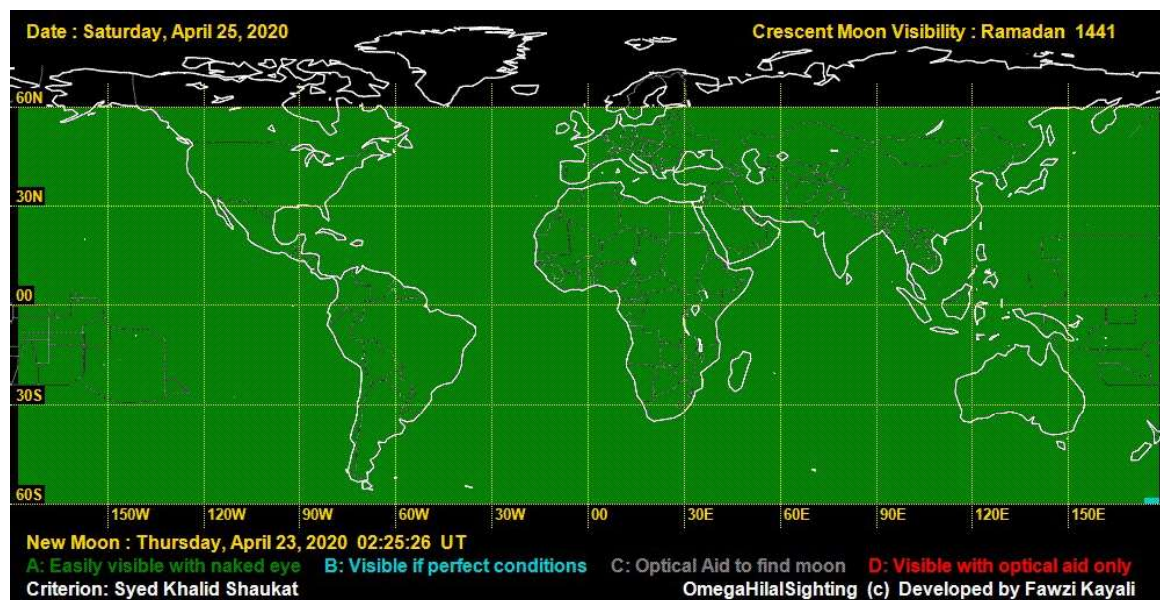 Date : Saturday, April 25, 2020
Crescent Moon Visibility : Ramadan 1441
60N
30N
00
30S
60S
150W 120W 90W 60W 30W 00 30E 60E 90E 120E 150E
New Moon : Thursday, April 23, 2020 02:25:26 UT
A: Easily visible with naked eye B: Visible if perfect conditions C: Optical Aid to find moon D: Visible with optical aid only
Criterion: Syed Khalid Shaukat OmegaHilalSighting (c) Developed by Fawzi Kayali